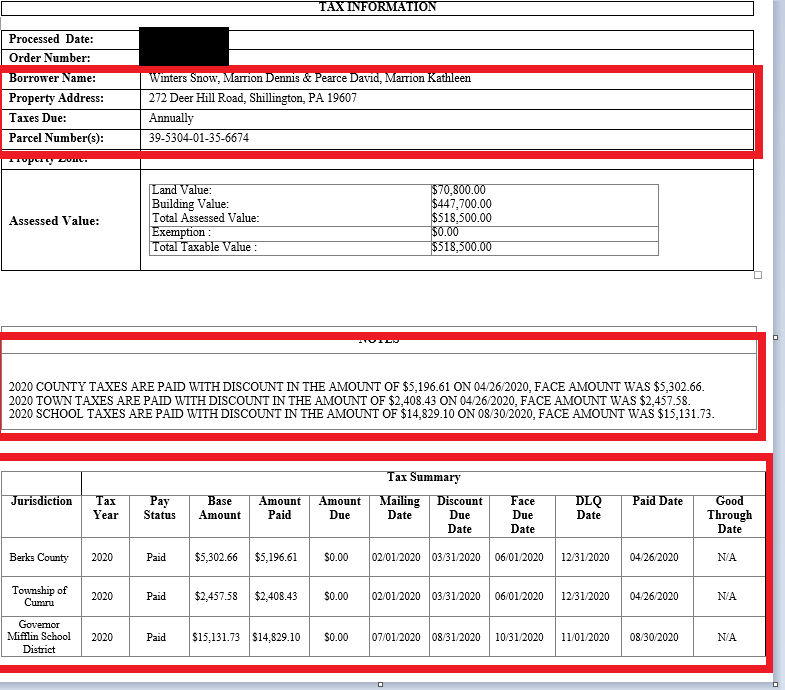 TAX INFORMATION
Processed Date:
Order Number:
Borrower Name: Winters Snow, Marrion Dennis & Pearce David, Marrion Kathleen
Property Address: 272 Deer Hill Road, Shillington, PA 19607
Taxes Due: Annually
Parcel Number(s): 39-5304-01-35-6674
Property Zone:
Assessed Value:
Land Value: $70,800.00
Building Value: $447,700.00
Total Assessed Value: $518,500.00
Exemption : $0.00
Total Taxable Value : $518,500.00
NOTES
2020 COUNTY TAXES ARE PAID WITH DISCOUNT IN THE AMOUNT OF $5,196.61 ON 04/26/2020, FACE AMOUNT WAS $5,302.66.
2020 TOWN TAXES ARE PAID WITH DISCOUNT IN THE AMOUNT OF $2,408.43 ON 04/26/2020, FACE AMOUNT WAS $2,457.58.
2020 SCHOOL TAXES ARE PAID WITH DISCOUNT IN THE AMOUNT OF $14,829.10 ON 08/30/2020, FACE AMOUNT WAS $15,131.73.
Tax Summary
Jurisdiction Tax Year Pay Status Base Amount Amount Paid Amount Due Mailing Date Discount Due Date Face Due Date DLQ Date Paid Date Good Through Date
Berks County 2020 Paid $5,302.66 $5,196.61 $0.00 02/01/2020 03/31/2020 06/01/2020 12/31/2020 04/26/2020 N/A
Township of Cumru 2020 Paid $2,457.58 $2,408.43 $0.00 02/01/2020 03/31/2020 06/01/2020 12/31/2020 04/26/2020 N/A
Governor Mifflin School District 2020 Paid $15,131.73 $14,829.10 $0.00 07/01/2020 08/31/2020 10/31/2020 11/01/2020 08/30/2020 N/A